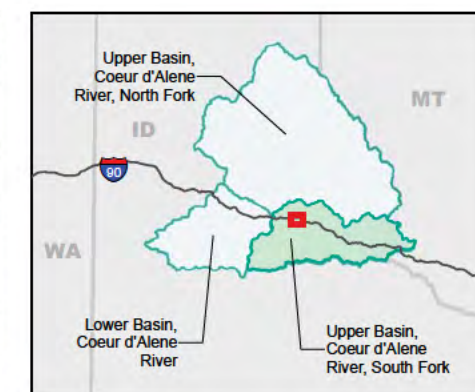 Upper Basin,
Coeur d'Alene
River, North Fork
MT
ID
90
WA
Lower Basin,
Coeur d'Alene
River
Upper Basin,
Coeur d'Alene
River, South Fork